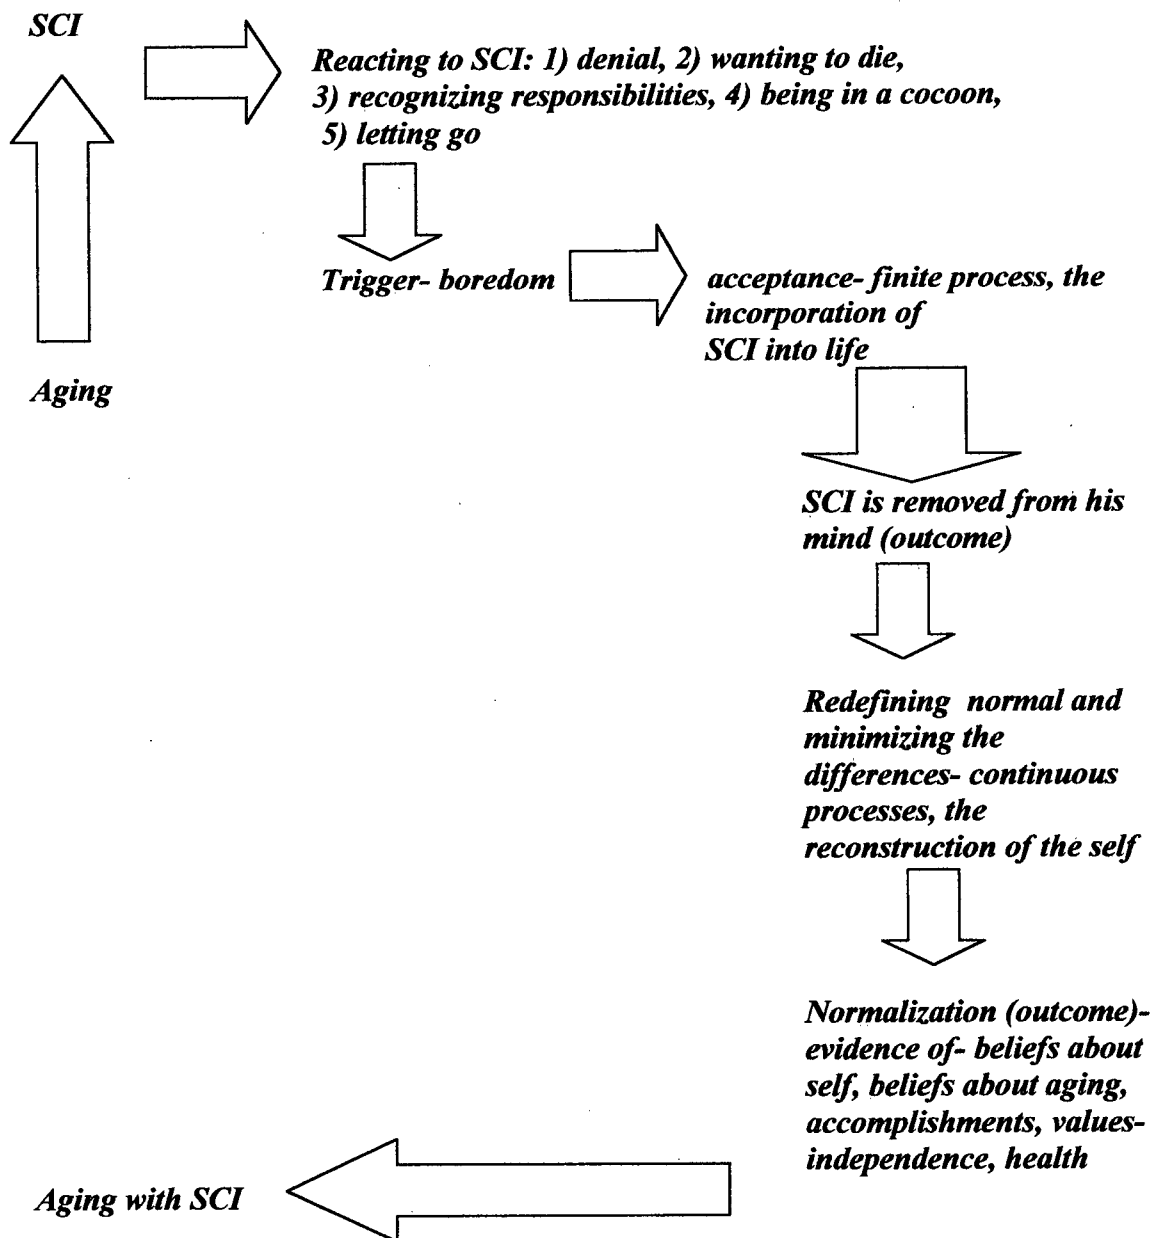 SCI
Reacting to SCI: 1) denial, 2) wanting to die,
3) recognizing responsibilities, 4) being in a cocoon,
5) letting go
Trigger- boredom
acceptance- finite process, the
incorporation of
SCI into life
Aging
SCI is removed from his
mind (outcome)
Redefining normal and
minimizing the
differences- continuous
processes, the
reconstruction of the self
Normalization (outcome)-
evidence of- beliefs about
self, beliefs about aging,
accomplishments, values-
independence, health
Aging with SCI